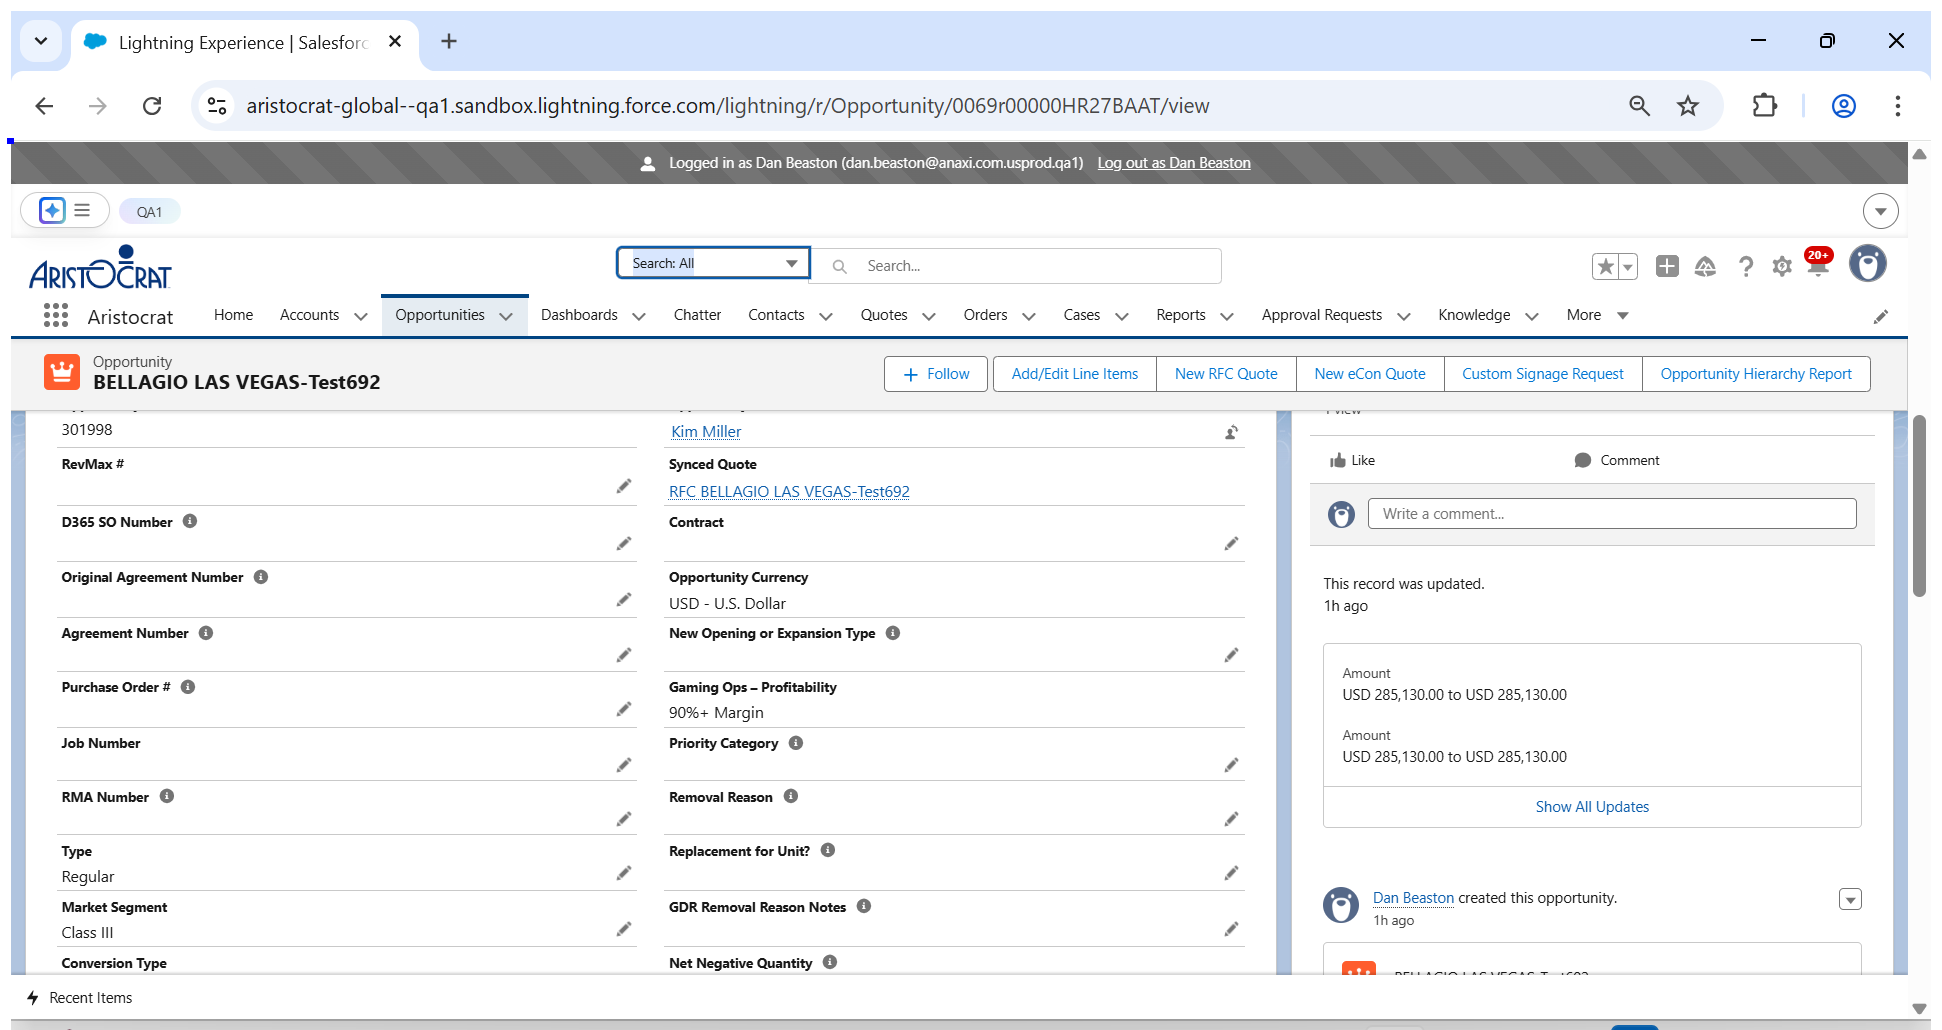 Lightning Experience | Salesforc
aristocrat-global--qa1.sandbox.lightning.force.com/lightning/r/Opportunity/0069r00000HR27BAAT/view
Logged in as Dan Beaston (dan.beaston@anaxi.com.usprod.qa1) Log out as Dan Beaston
QA1
ARISTOCRAT
Search: All
Search...
20+
Aristocrat
Home Accounts Opportunities Dashboards Chatter Contacts Quotes Orders Cases Reports Approval Requests Knowledge More
Opportunity
BELLAGIO LAS VEGAS-Test692
Follow Add/Edit Line Items New RFC Quote New eCon Quote Custom Signage Request Opportunity Hierarchy Report
301998
RevMax #
D365 SO Number
Original Agreement Number
Agreement Number
Purchase Order #
Job Number
RMA Number
Type
Regular
Market Segment
Class III
Conversion Type
Kim Miller
Synced Quote
RFC BELLAGIO LAS VEGAS-Test692
Contract
Opportunity Currency
USD - U.S. Dollar
New Opening or Expansion Type
Gaming Ops – Profitability
90%+ Margin
Priority Category
Removal Reason
Replacement for Unit?
GDR Removal Reason Notes
Net Negative Quantity
1 view
Like Comment
Write a comment...
This record was updated.
1h ago
Amount
USD 285,130.00 to USD 285,130.00
Amount
USD 285,130.00 to USD 285,130.00
Show All Updates
Dan Beaston created this opportunity.
1h ago
BELLAGIO LAS VEGAS-Test692
Recent Items